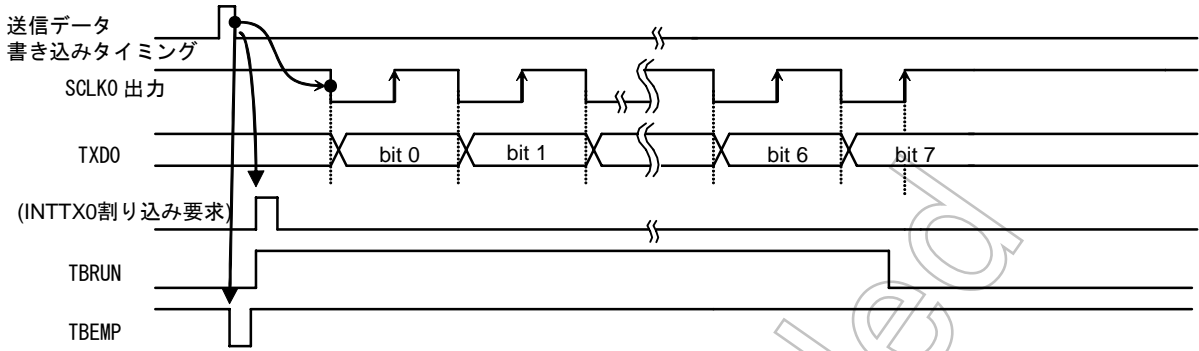 送信データ
書き込みタイミング
SCLK0 出力
TXD0
bit 0
bit 1
bit 6
bit 7
(INTTX0割り込み要求)
TBRUN
TBEMP